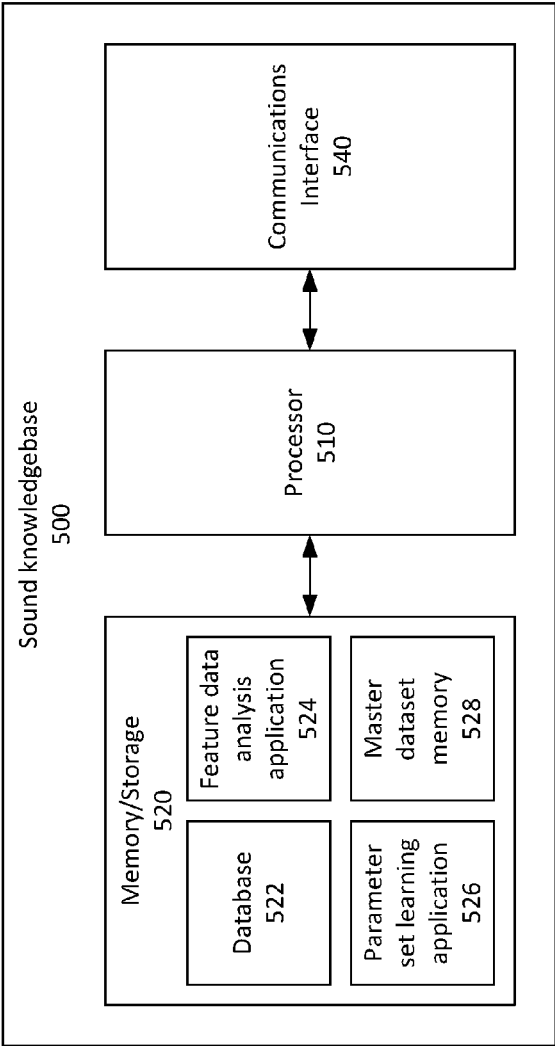 Sound knowledgebase
500
Memory/Storage
520
Database
522
Feature data
analysis
application
524
Parameter
set learning
application
526
Master
dataset
memory
528
Processor
510
Communications
Interface
540